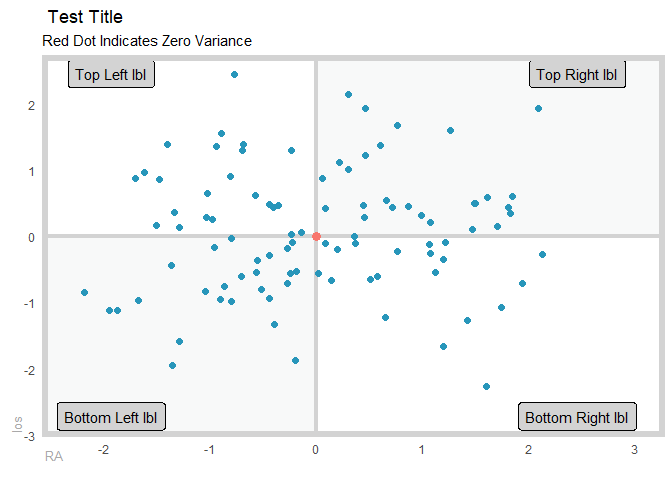 Test Title
Red Dot Indicates Zero Variance
Top Left lbl
Top Right lbl
2
1
0
-1
-2
-3
Bottom Left lbl
Bottom Right lbl
los
RA
-2
-1
0
1
2
3